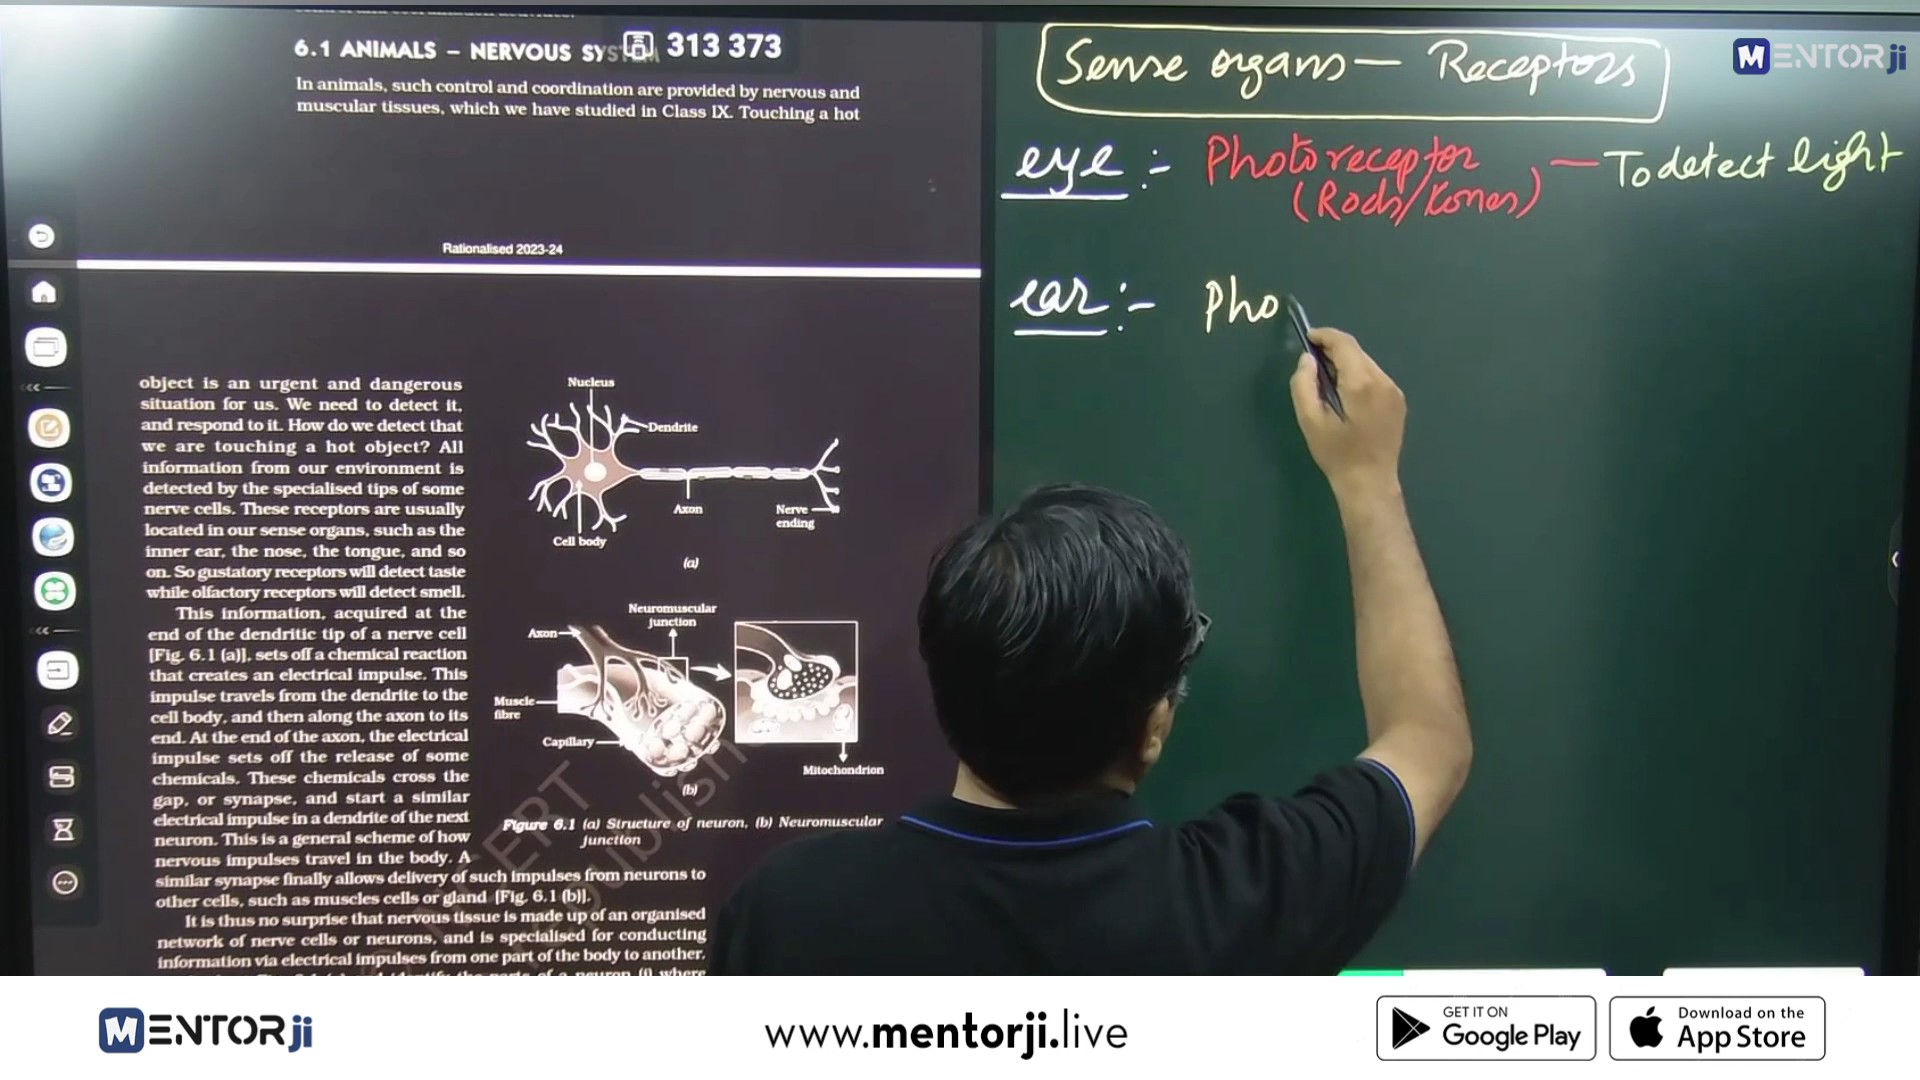 6.1 ANIMALS – NERVOUS SYSTEM
313 373
In animals, such control and coordination are provided by nervous and
muscular tissues, which we have studied in Class IX. Touching a hot
Rationalised 2023-24
object is an urgent and dangerous
situation for us. We need to detect it,
and respond to it. How do we detect that
we are touching a hot object? All
information from our environment is
detected by the specialised tips of some
nerve cells. These receptors are usually
located in our sense organs, such as the
inner ear, the nose, the tongue, and so
on. So gustatory receptors will detect taste
while olfactory receptors will detect smell.
This information, acquired at the
end of the dendritic tip of a nerve cell
[Fig. 6.1 (a)], sets off a chemical reaction
that creates an electrical impulse. This
impulse travels from the dendrite to the
cell body, and then along the axon to its
end. At the end of the axon, the electrical
impulse sets off the release of some
chemicals. These chemicals cross the
gap, or synapse, and start a similar
electrical impulse in a dendrite of the next
neuron. This is a general scheme of how
nervous impulses travel in the body. A
similar synapse finally allows delivery of such impulses from neurons to
other cells, such as muscles cells or gland [Fig. 6.1 (b)].
It is thus no surprise that nervous tissue is made up of an organised
network of nerve cells or neurons, and is specialised for conducting
information via electrical impulses from one part of the body to another.
Nucleus
Dendrite
Axon
Nerve
ending
Cell body
(a)
Neuromuscular
junction
Axon
Muscle
fibre
Capillary
Mitochondrion
(b)
Figure 6.1 (a) Structure of neuron, (b) Neuromuscular
junction
Sense organs — Receptors
MENTORji
eye :- Photoreceptor — To detect light
(Rods/Cones)
ear :- Pho
MENTORji
www.mentorji.live
GET IT ON
Google Play
Download on the
App Store